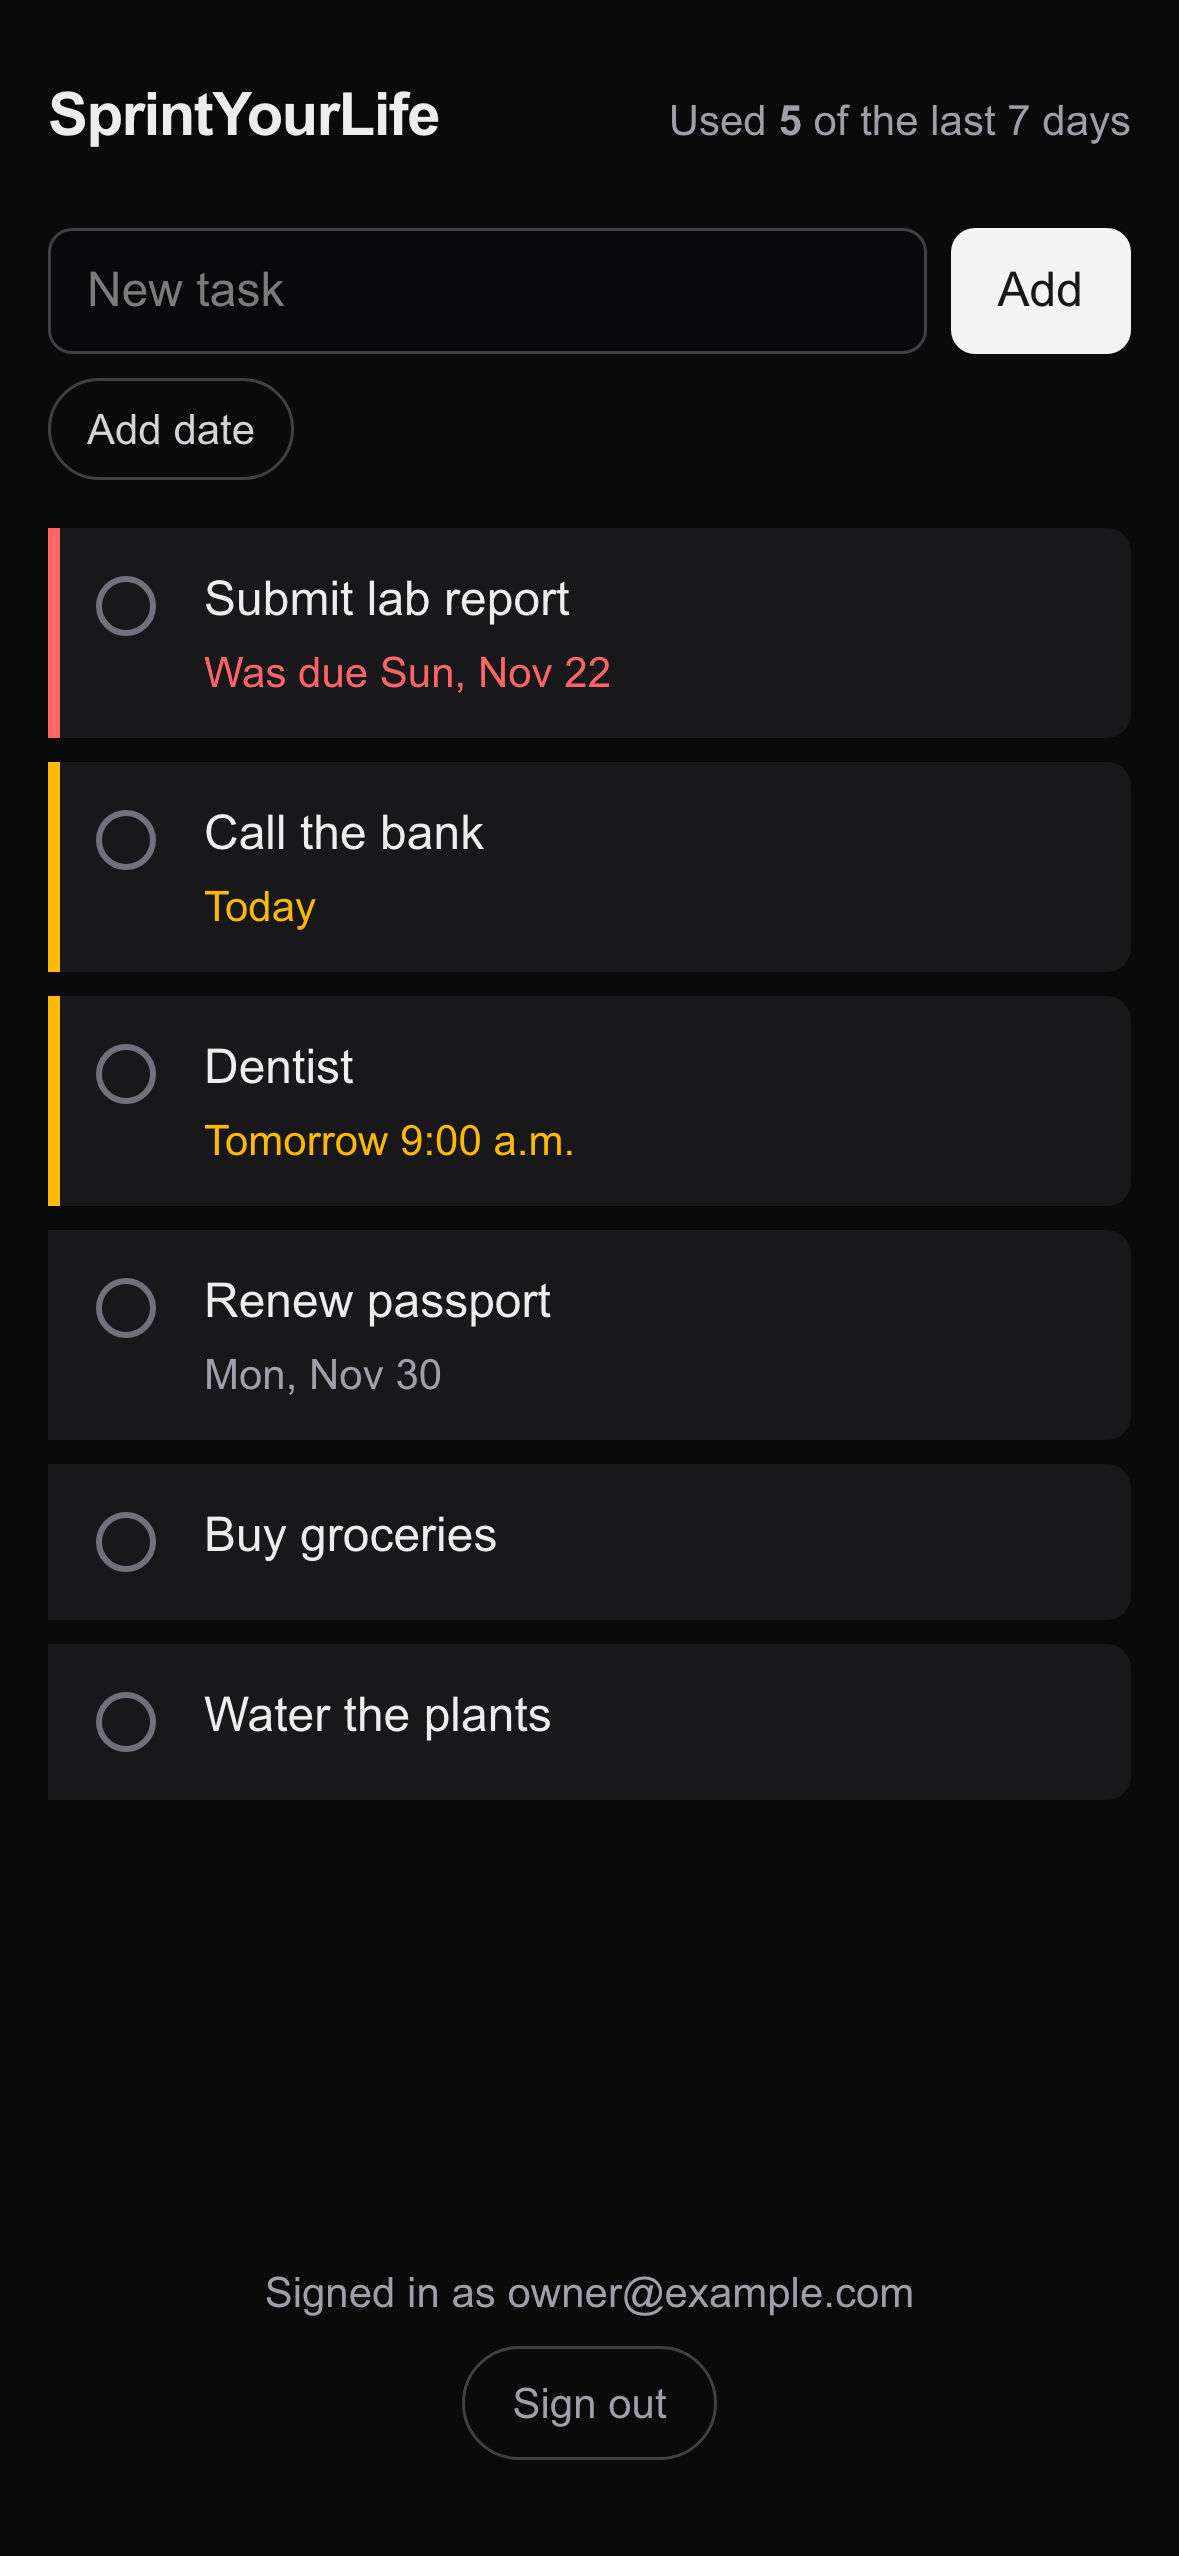 SprintYourLife
Used 5 of the last 7 days
New task
Add
Add date
Submit lab report
Was due Sun, Nov 22
Call the bank
Today
Dentist
Tomorrow 9:00 a.m.
Renew passport
Mon, Nov 30
Buy groceries
Water the plants
Signed in as owner@example.com
Sign out